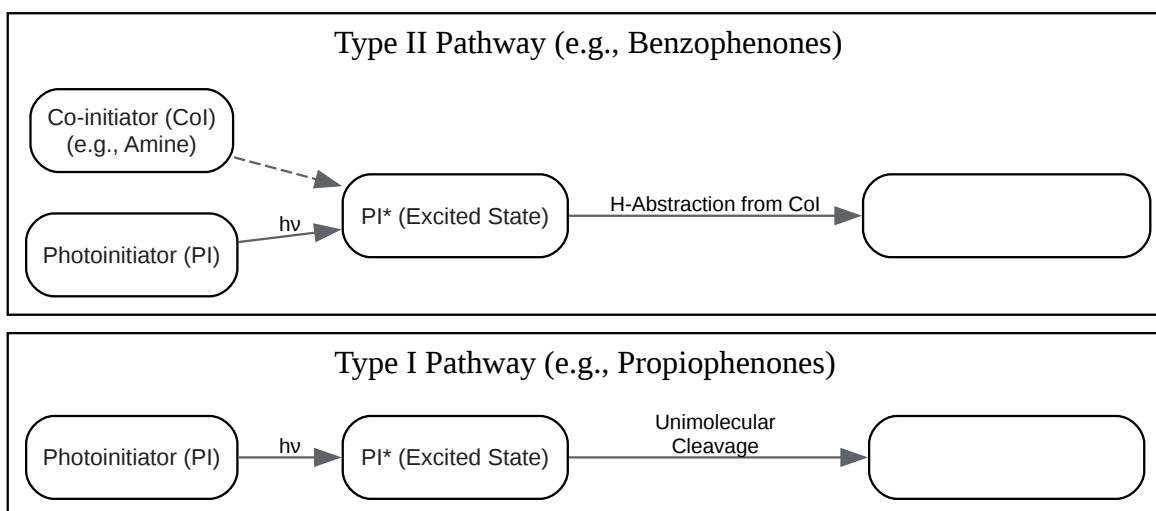 Type II Pathway (e.g., Benzophenones)
Co-initiator (CoI)
(e.g., Amine)
Photoinitiator (PI)
hν
PI* (Excited State)
H-Abstraction from CoI
Type I Pathway (e.g., Propiophenones)
Photoinitiator (PI)
hν
PI* (Excited State)
Unimolecular
Cleavage